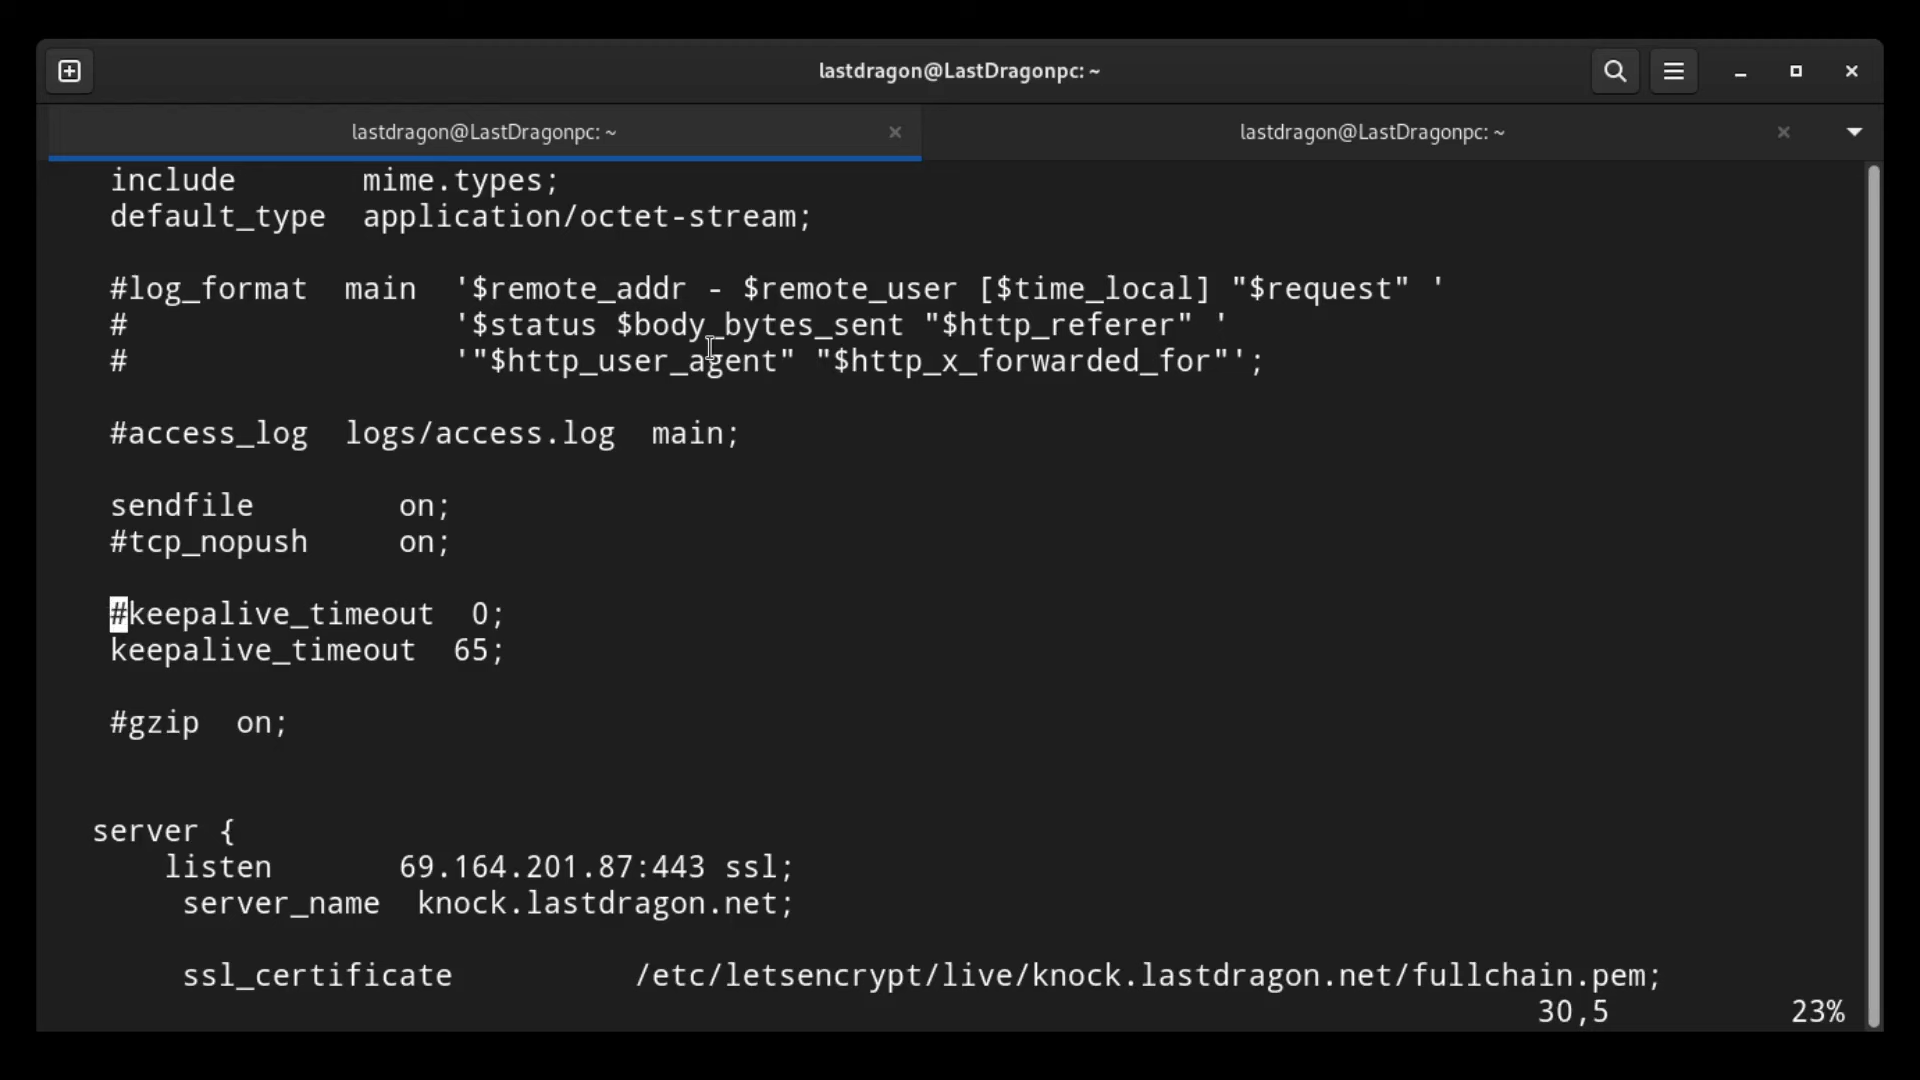 lastdragon@LastDragonpc: ~
lastdragon@LastDragonpc: ~
lastdragon@LastDragonpc: ~
include       mime.types;
default_type  application/octet-stream;
#log_format  main  '$remote_addr - $remote_user [$time_local] "$request" '
#                  '$status $body_bytes_sent "$http_referer" '
#                  '"$http_user_agent" "$http_x_forwarded_for"';
#access_log  logs/access.log  main;
sendfile        on;
#tcp_nopush     on;
#keepalive_timeout  0;
keepalive_timeout  65;
#gzip  on;
server {
listen       69.164.201.87:443 ssl;
server_name  knock.lastdragon.net;
ssl_certificate          /etc/letsencrypt/live/knock.lastdragon.net/fullchain.pem;
30,5          23%